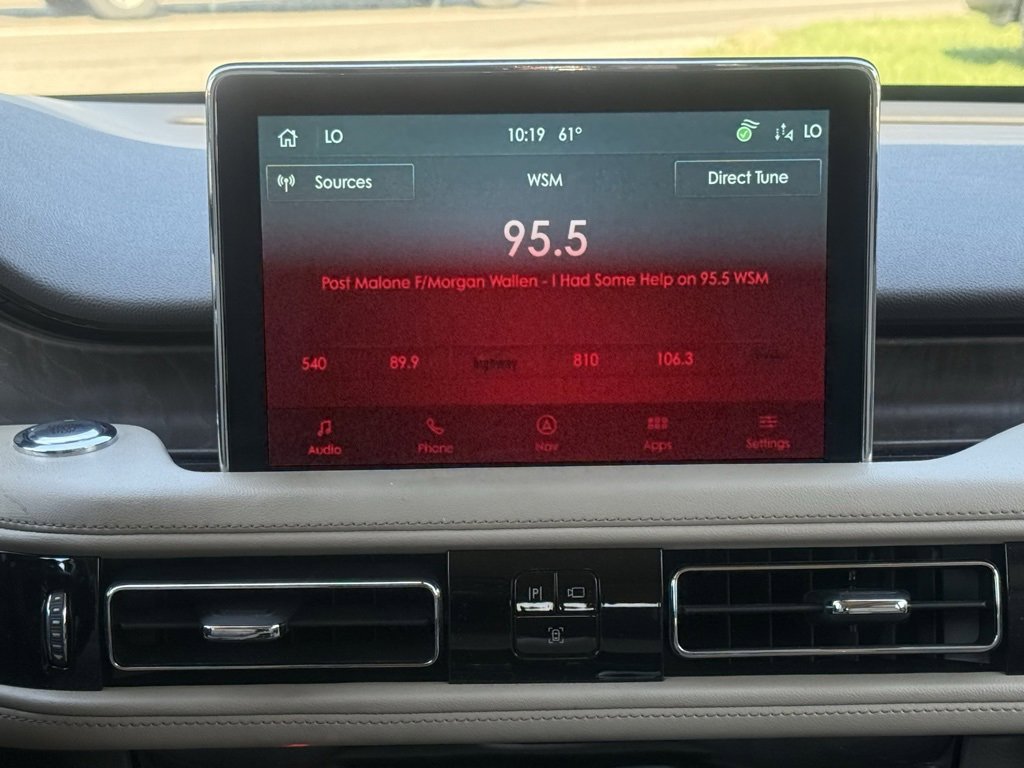 LO 10:19 61° LO
Sources WSM Direct Tune
95.5
Post Malone F/Morgan Wallen - I Had Some Help on 95.5 WSM
540 89.9 highway 810 106.3
Audio Phone Nav Apps Settings
P